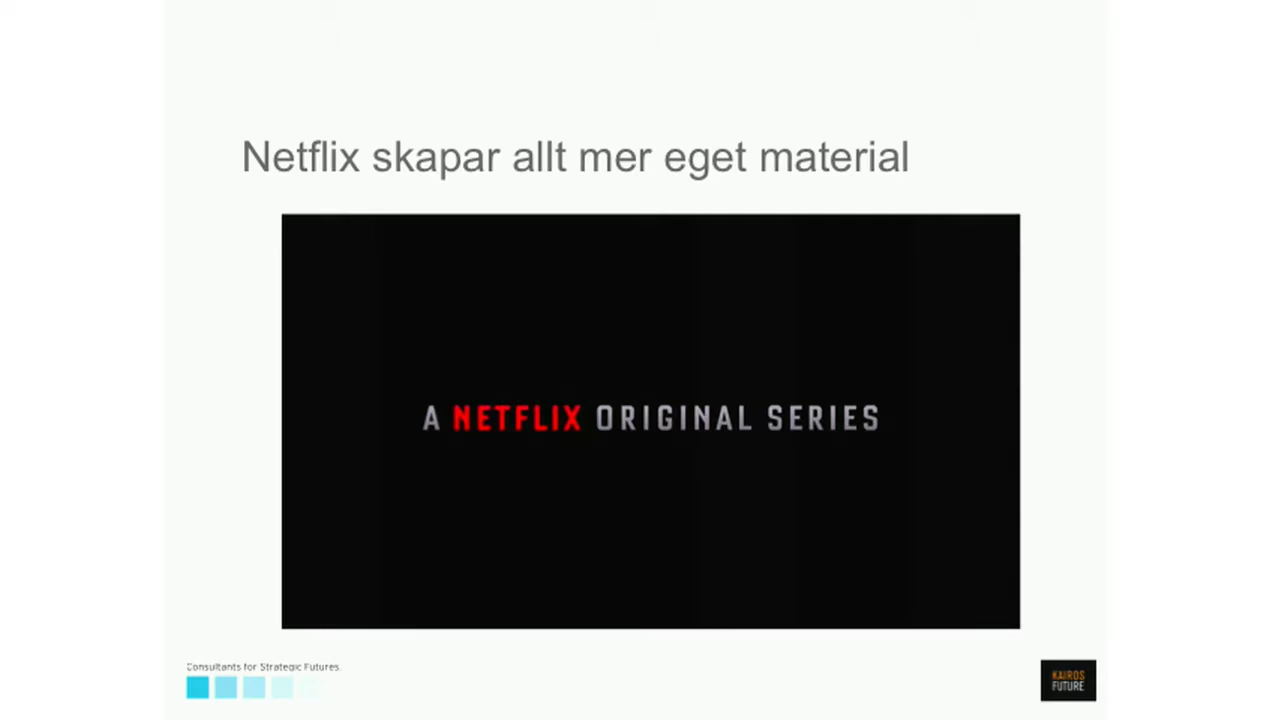 Netflix skapar allt mer eget material
A NETFLIX ORIGINAL SERIES
Consultants for Strategic Futures.
KAIROS
FUTURE